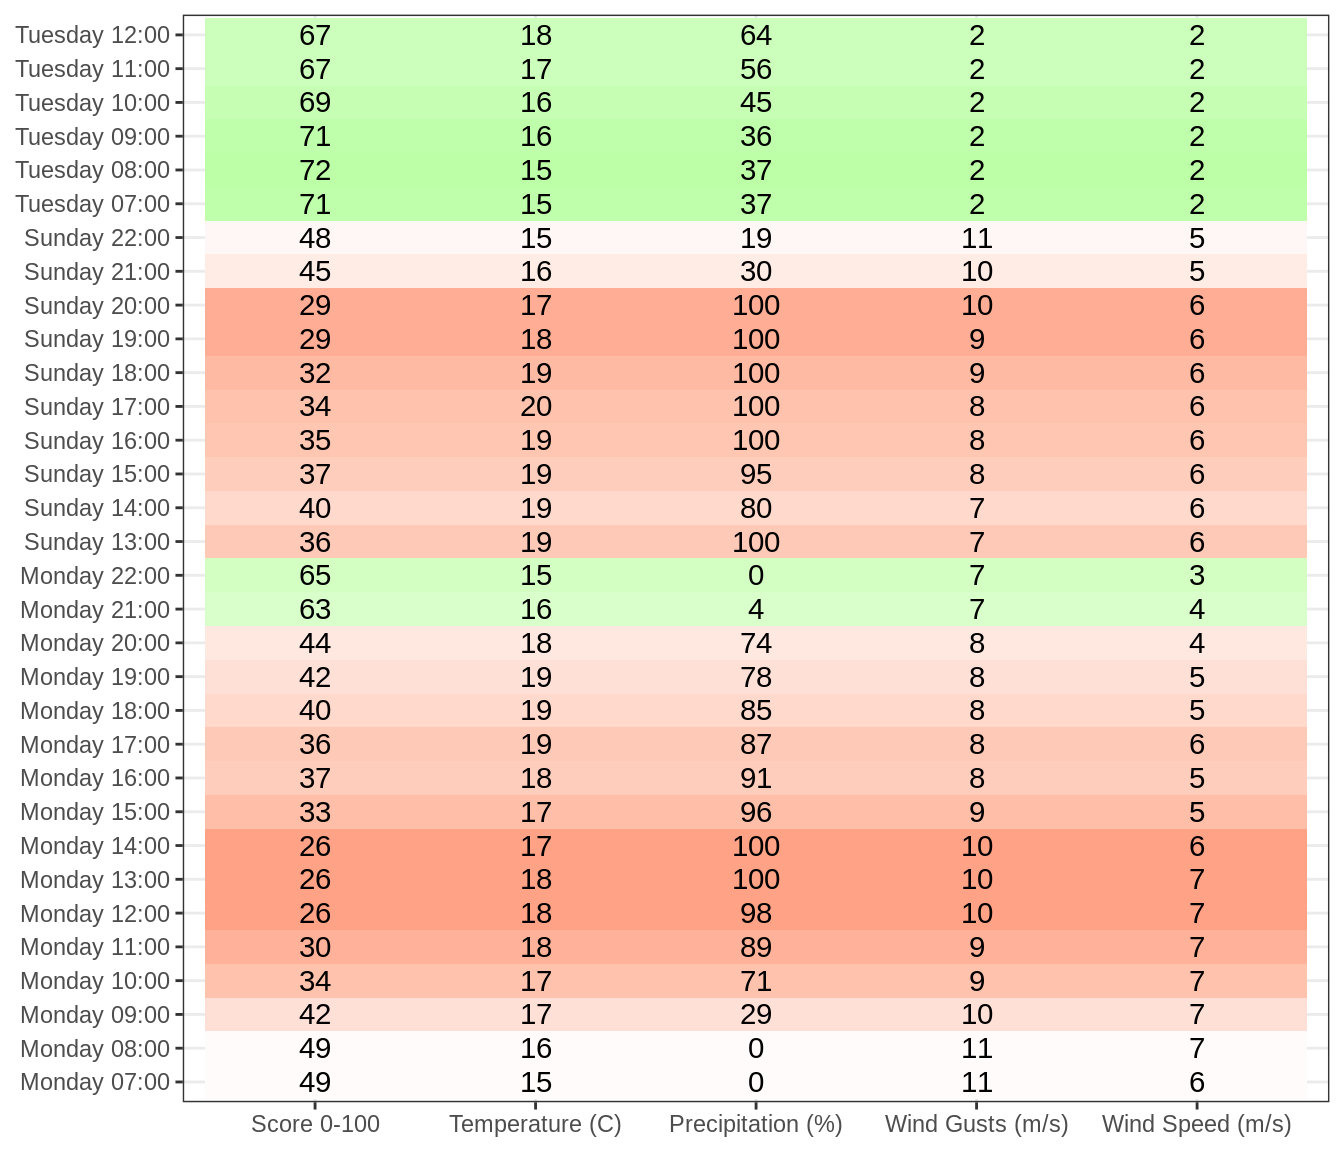 Tuesday 12:00 67 18 64 2 2
Tuesday 11:00 67 17 56 2 2
Tuesday 10:00 69 16 45 2 2
Tuesday 09:00 71 16 36 2 2
Tuesday 08:00 72 15 37 2 2
Tuesday 07:00 71 15 37 2 2
Sunday 22:00 48 15 19 11 5
Sunday 21:00 45 16 30 10 5
Sunday 20:00 29 17 100 10 6
Sunday 19:00 29 18 100 9 6
Sunday 18:00 32 19 100 9 6
Sunday 17:00 34 20 100 8 6
Sunday 16:00 35 19 100 8 6
Sunday 15:00 37 19 95 8 6
Sunday 14:00 40 19 80 7 6
Sunday 13:00 36 19 100 7 6
Monday 22:00 65 15 0 7 3
Monday 21:00 63 16 4 7 4
Monday 20:00 44 18 74 8 4
Monday 19:00 42 19 78 8 5
Monday 18:00 40 19 85 8 5
Monday 17:00 36 19 87 8 6
Monday 16:00 37 18 91 8 5
Monday 15:00 33 17 96 9 5
Monday 14:00 26 17 100 10 6
Monday 13:00 26 18 100 10 7
Monday 12:00 26 18 98 10 7
Monday 11:00 30 18 89 9 7
Monday 10:00 34 17 71 9 7
Monday 09:00 42 17 29 10 7
Monday 08:00 49 16 0 11 7
Monday 07:00 49 15 0 11 6
Score 0-100 Temperature (C) Precipitation (%) Wind Gusts (m/s) Wind Speed (m/s)